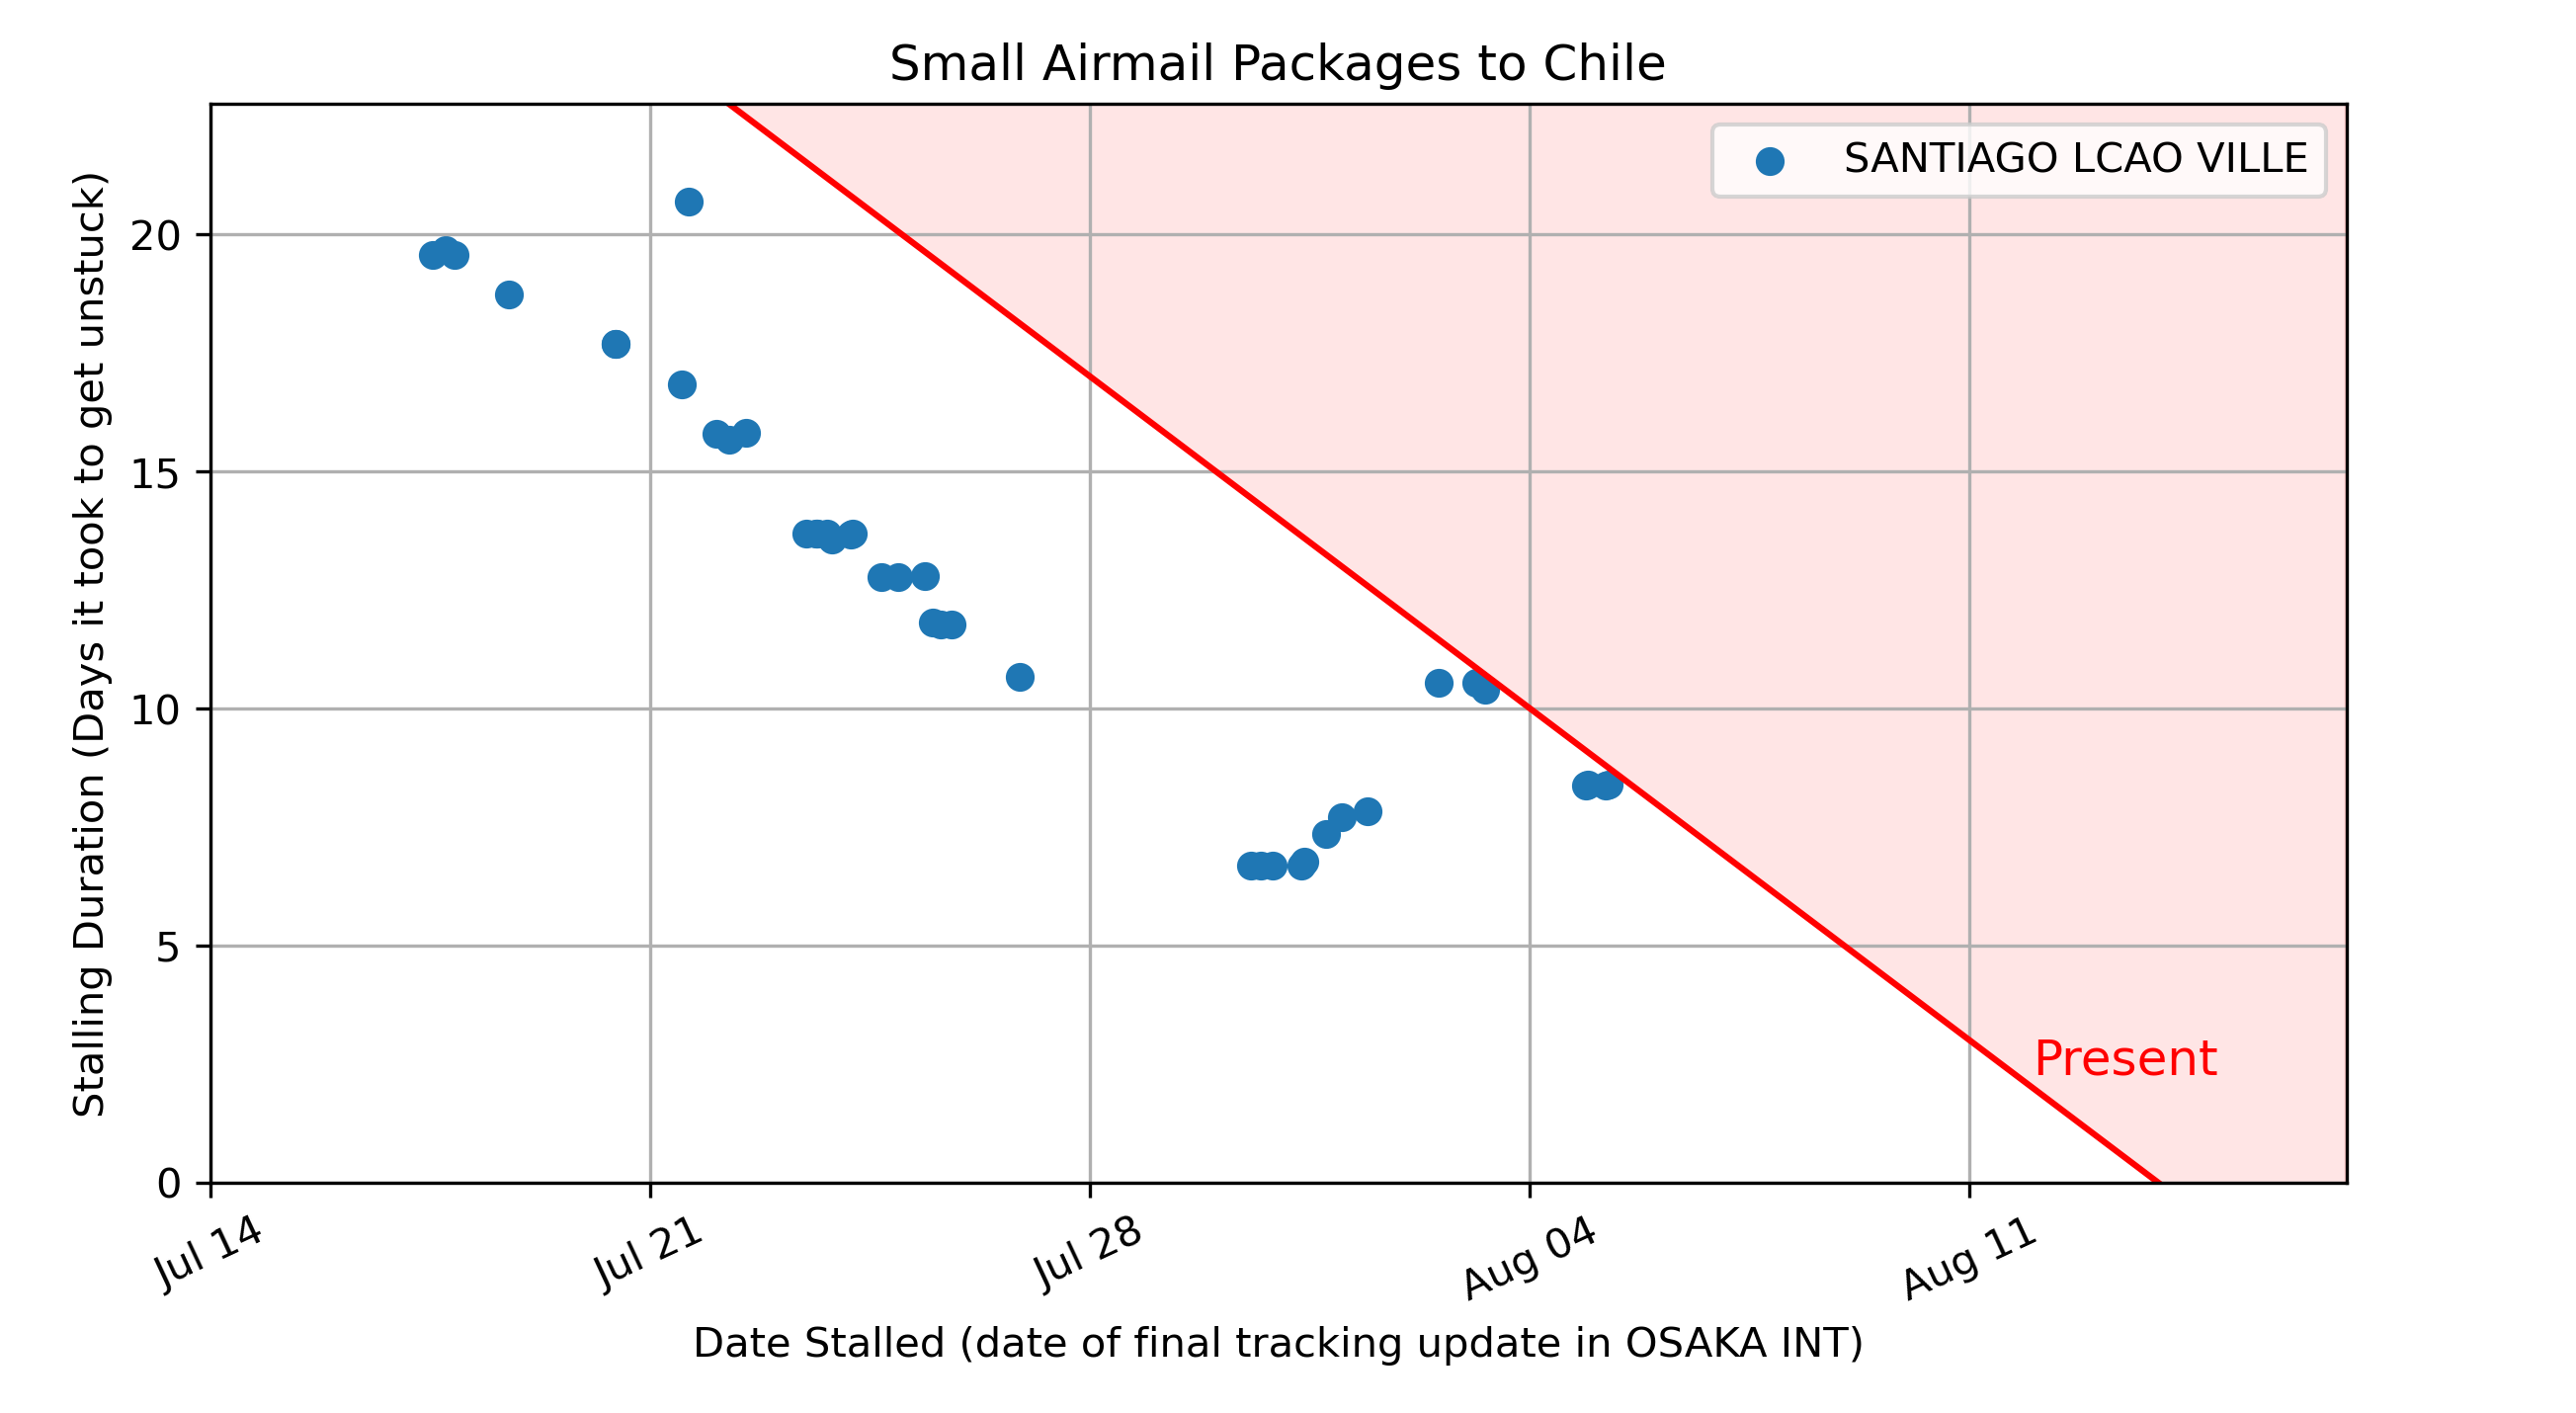 Small Airmail Packages to Chile
SANTIAGO LCAO VILLE
Stalling Duration (Days it took to get unstuck)
20
15
10
5
0
Present
Jul 14
Jul 21
Jul 28
Aug 04
Aug 11
Date Stalled (date of final tracking update in OSAKA INT)